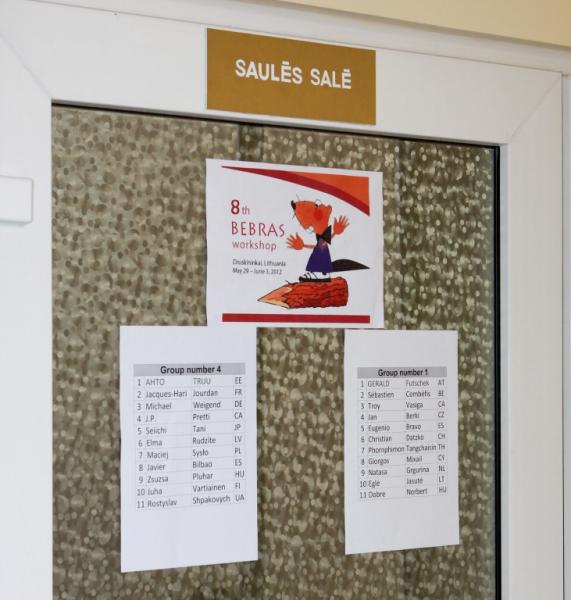 SAULĖS SALĖ
8th
BEBRAS
workshop
Druskininkai, Lithuania
May 29 – June 3, 2012
Group number 4
1 AHTO TRUU EE
2 Jacques-Hari Jourdan FR
3 Michael Weigend DE
4 J.P. Pretti CA
5 Seiichi Tani JP
6 Elma Rudzite LV
7 Maciej Sysło PL
8 Javier Bilbao ES
9 Zsuzsa Pluhar HU
10 Juha Vartiainen FI
11 Rostyslav Shpakovych UA
Group number 1
1 GERALD Futschek AT
2 Sébastien Combéfis BE
3 Troy Vasiga CA
4 Jan Berki CZ
5 Eugenio Bravo ES
6 Christian Datzko CH
7 Phornphimon Tangchaisin TH
8 Giorgos Mixail CY
9 Natasa Grgurina NL
10 Eglė Jasutė LT
11 Dobre Norbert HU